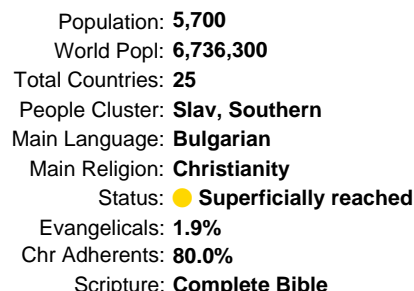 Population: 5,700
World Popl: 6,736,300
Total Countries: 25
People Cluster: Slav, Southern
Main Language: Bulgarian
Main Religion: Christianity
Status: Superficially reached
Evangelicals: 1.9%
Chr Adherents: 80.0%
Scripture: Complete Bible